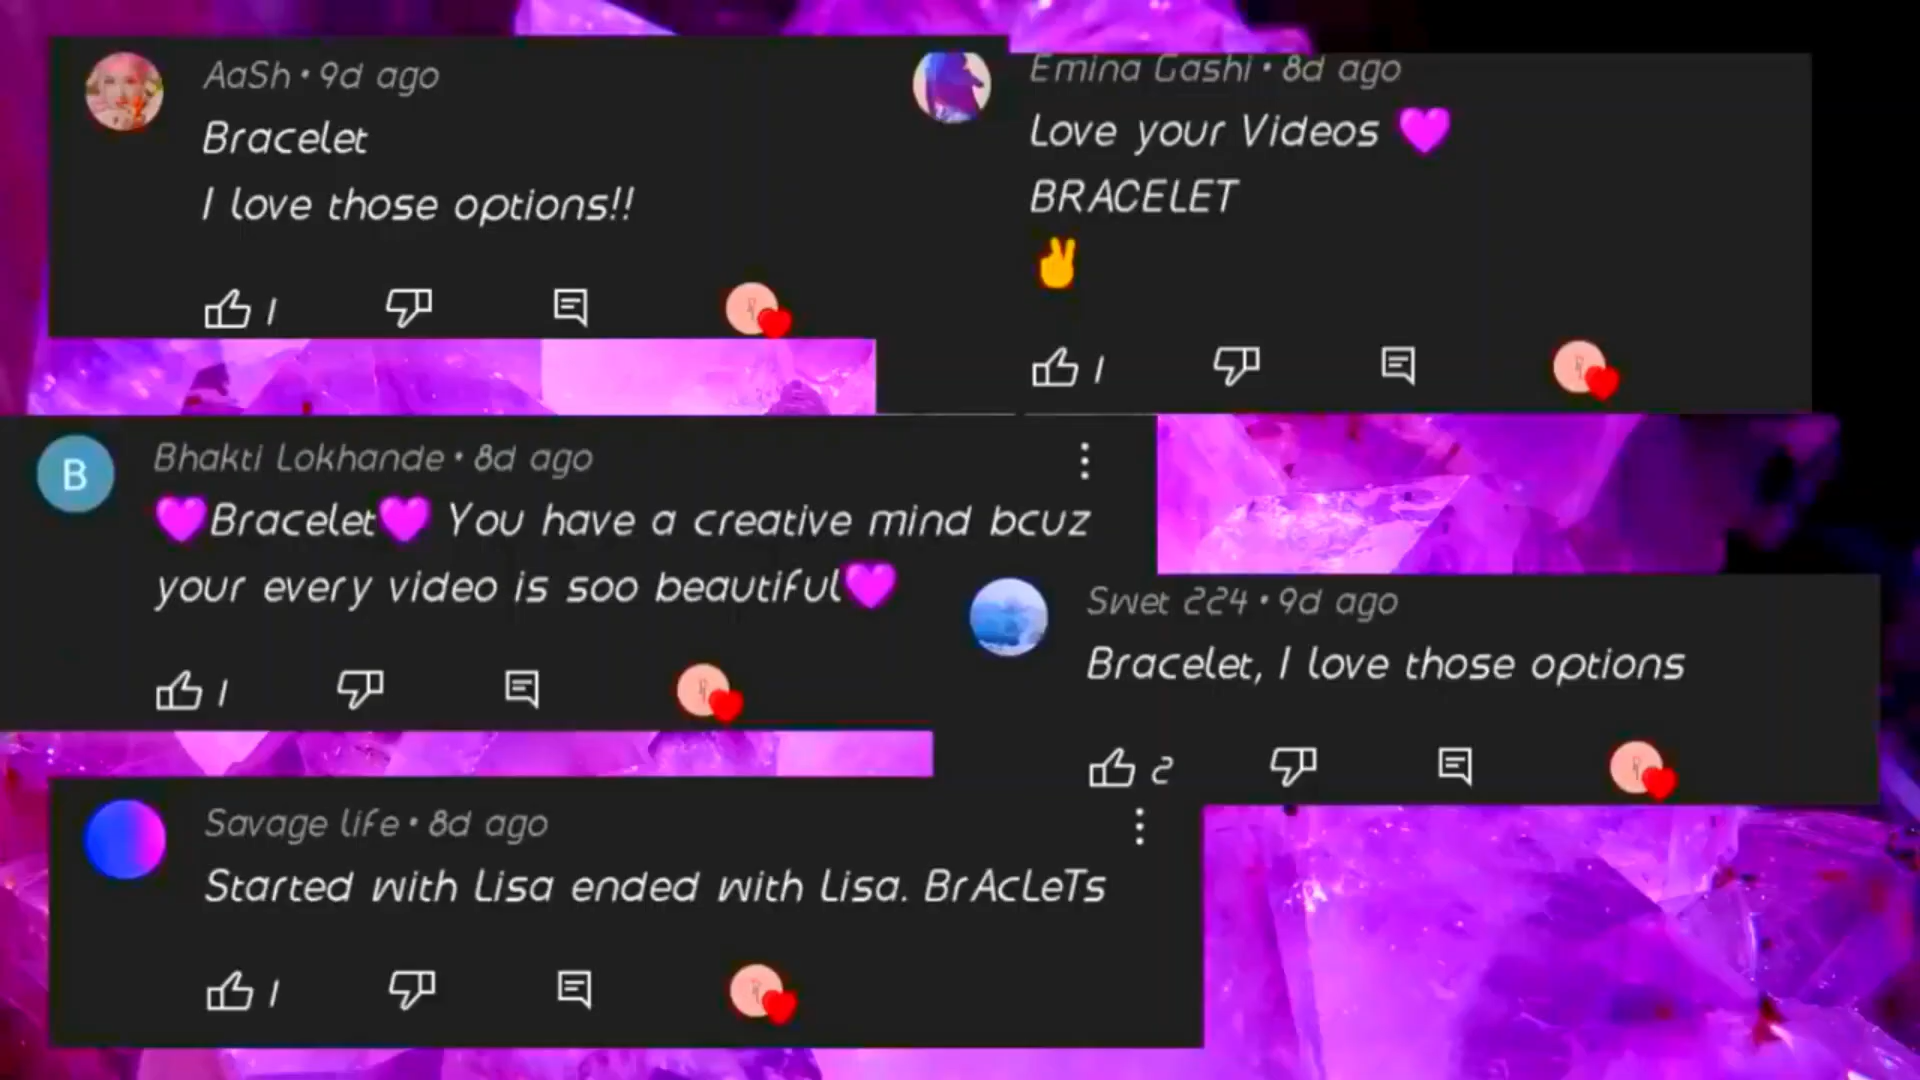 AaSh • 9d ago
Bracelet
I love those options!!
1
Emina Gashi • 8d ago
Love your Videos 💜
BRACELET
✌
1
B
Bhakti Lokhande • 8d ago
💜Bracelet💜 You have a creative mind bcuz
your every video is soo beautiful💜
1
Swet 224 • 9d ago
Bracelet, I love those options
2
Savage life • 8d ago
Started with Lisa ended with Lisa. BrAcLeTs
1